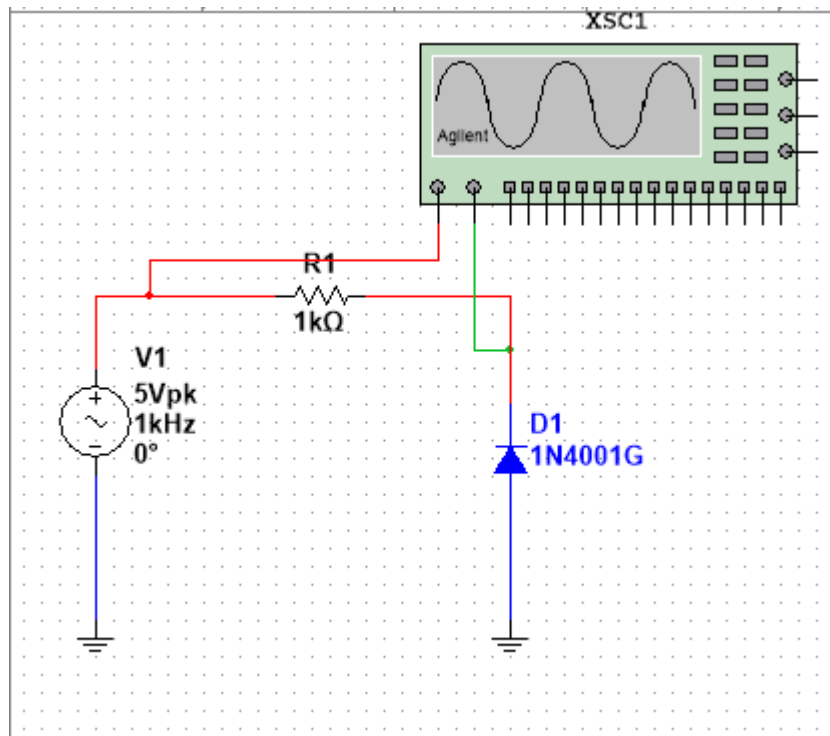 XSC1
Agilent
R1
1kΩ
V1
5Vpk
1kHz
0°
D1
1N4001G